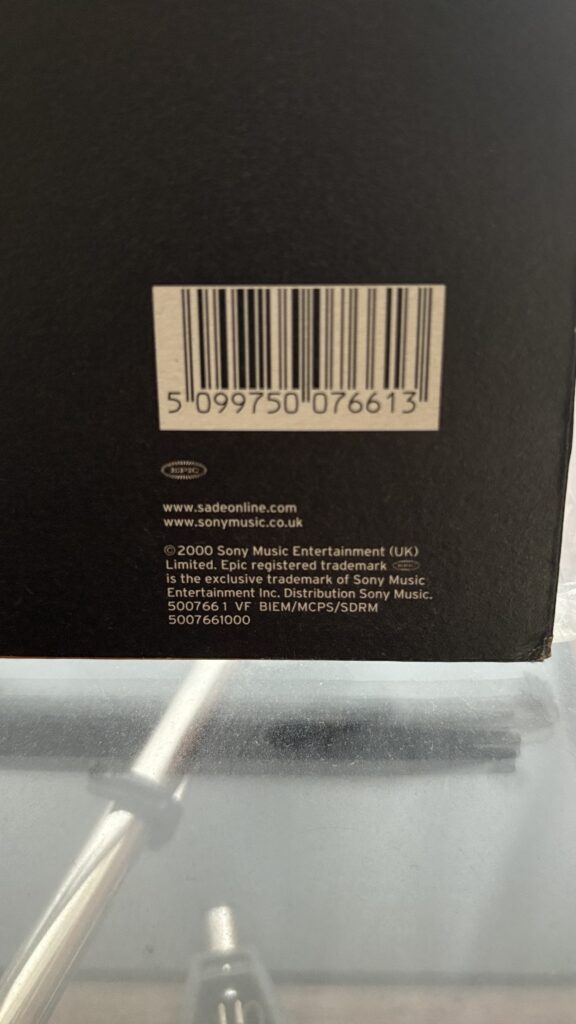 5 099750 076613
EPIC
www.sadeonline.com
www.sonymusic.co.uk
©2000 Sony Music Entertainment (UK)
Limited. Epic registered trademark EPIC
is the exclusive trademark of Sony Music
Entertainment Inc. Distribution Sony Music.
500766 1 VF BIEM/MCPS/SDRM
5007661000